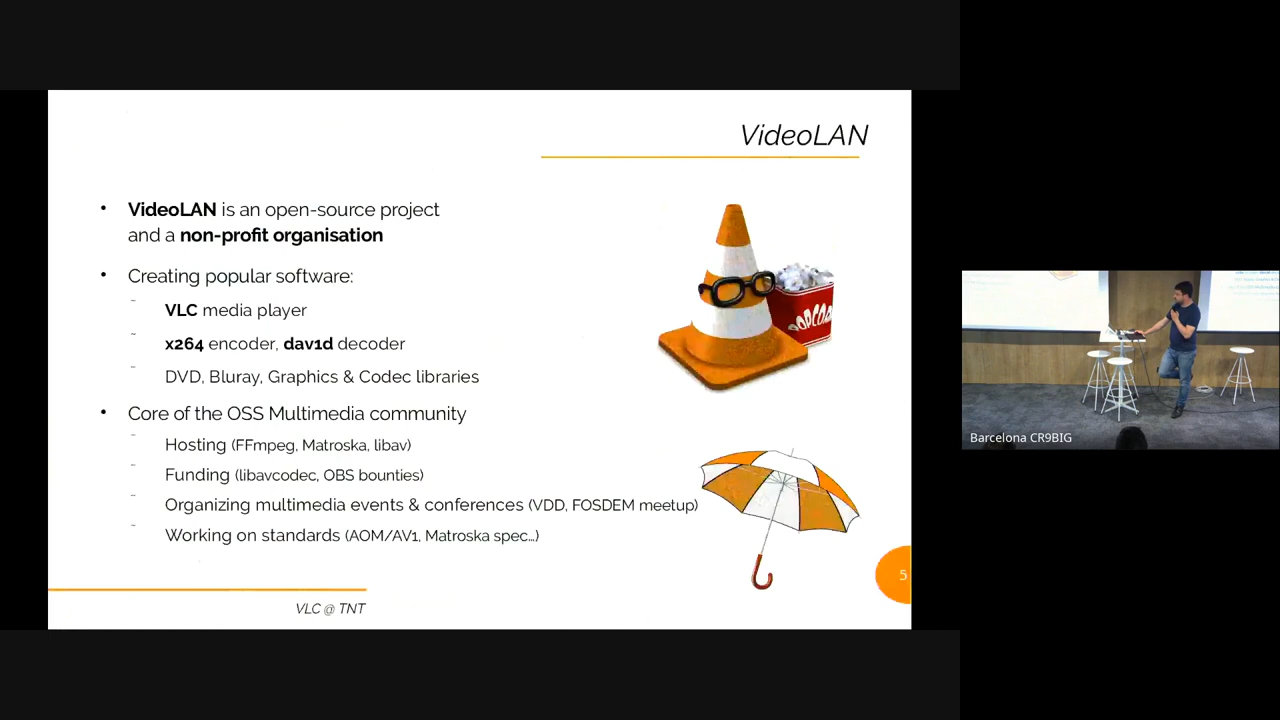 VideoLAN
• VideoLAN is an open-source project
and a non-profit organisation
• Creating popular software:
VLC media player
x264 encoder, dav1d decoder
DVD, Bluray, Graphics & Codec libraries
POPCORN
• Core of the OSS Multimedia community
Hosting (FFmpeg, Matroska, libav)
Funding (libavcodec, OBS bounties)
Organizing multimedia events & conferences (VDD, FOSDEM meetup)
Working on standards (AOM/AV1, Matroska spec…)
5
VLC @ TNT
Barcelona CR9BIG